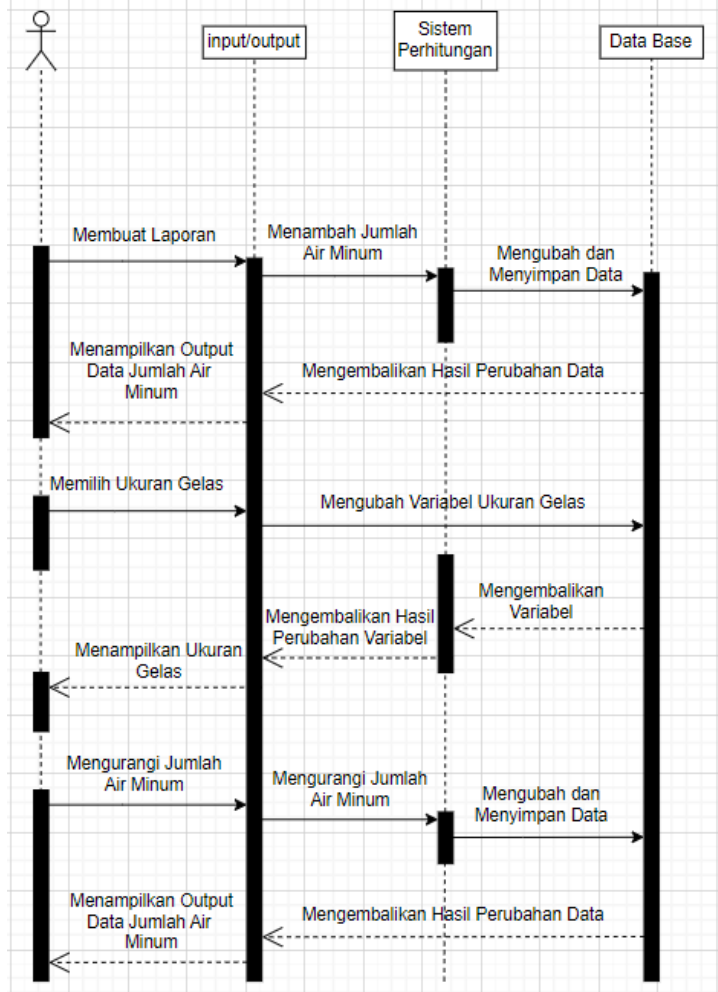 input/output
Sistem
Perhitungan
Data Base
Membuat Laporan
Menambah Jumlah
Air Minum
Mengubah dan
Menyimpan Data
Menampilkan Output
Data Jumlah Air
Minum
Mengembalikan Hasil Perubahan Data
Memilih Ukuran Gelas
Mengubah Variabel Ukuran Gelas
Mengembalikan
Variabel
Mengembalikan Hasil
Perubahan Variabel
Menampilkan Ukuran
Gelas
Mengurangi Jumlah
Air Minum
Mengurangi Jumlah
Air Minum
Mengubah dan
Menyimpan Data
Menampilkan Output
Data Jumlah Air
Minum
Mengembalikan Hasil Perubahan Data